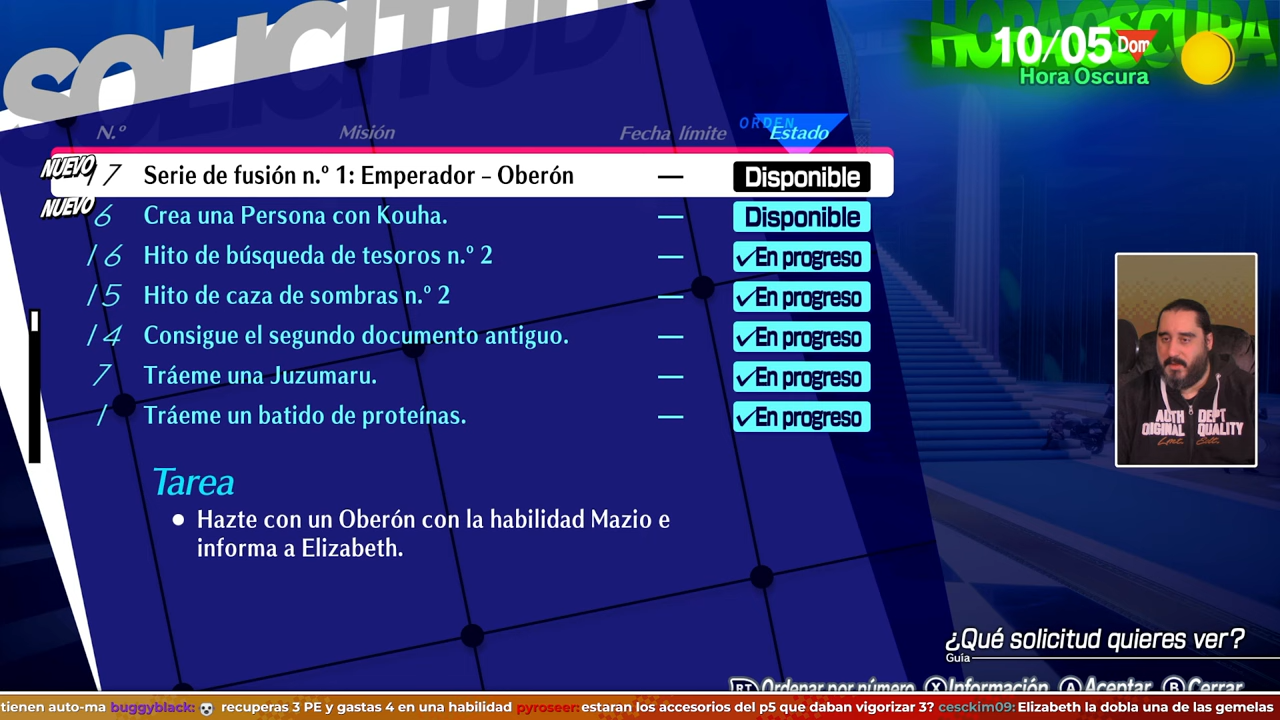 SOLICITUD
HORA OSCURA
10/05 Dom
Hora Oscura
N.º Misión Fecha límite ORDEN Estado
NUEVO 17 Serie de fusión n.º 1: Emperador – Oberón — Disponible
NUEVO 6 Crea una Persona con Kouha. — Disponible
16 Hito de búsqueda de tesoros n.º 2 — ✓En progreso
15 Hito de caza de sombras n.º 2 — ✓En progreso
14 Consigue el segundo documento antiguo. — ✓En progreso
7 Tráeme una Juzumaru. — ✓En progreso
1 Tráeme un batido de proteínas. — ✓En progreso
AUTH DEPT
ORIGINAL QUALITY
Tarea
• Hazte con un Oberón con la habilidad Mazio e
informa a Elizabeth.
¿Qué solicitud quieres ver?
Guía
RT Ordenar por número X Información A Aceptar B Cerrar
tienen auto-ma buggyblack: 💀 recuperas 3 PE y gastas 4 en una habilidad pyroseer: estaran los accesorios del p5 que daban vigorizar 3? cesckim09: Elizabeth la dobla una de las gemelas